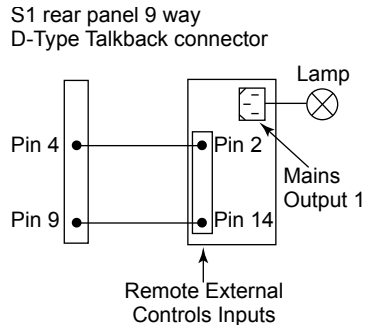 S1 rear panel 9 way
D-Type Talkback connector
Lamp
Pin 4
Pin 2
Mains
Output 1
Pin 9
Pin 14
Remote External
Controls Inputs